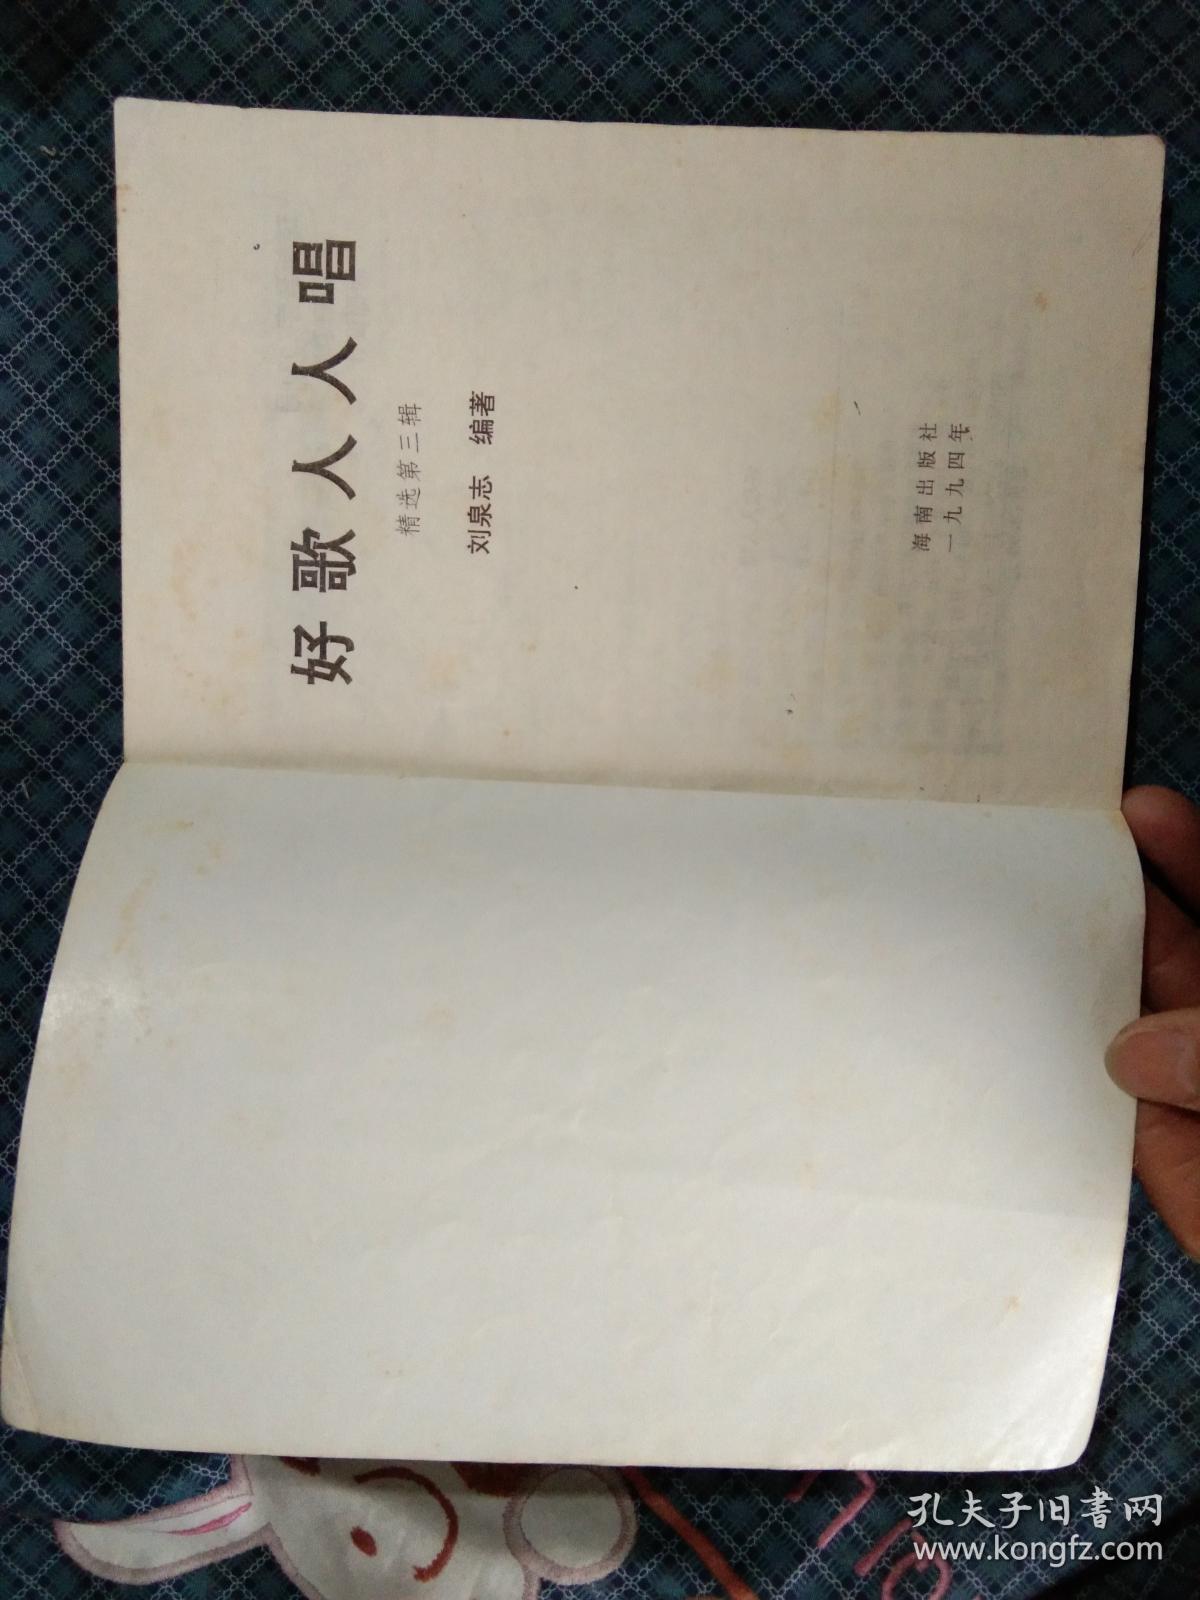 好歌人人唱
精选第三辑
刘泉志 编著
海南出版社
一九九四年
孔夫子旧書网
www.kongfz.com